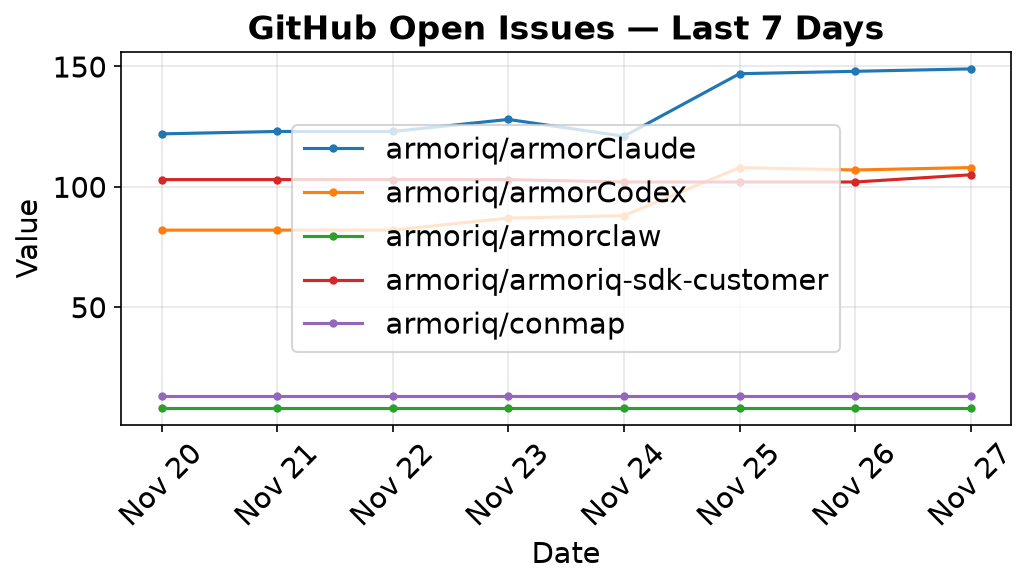 GitHub Open Issues — Last 7 Days
Value
150
100
50
armoriq/armorClaude
armoriq/armorCodex
armoriq/armorclaw
armoriq/armoriq-sdk-customer
armoriq/conmap
Nov 20
Nov 21
Nov 22
Nov 23
Nov 24
Nov 25
Nov 26
Nov 27
Date